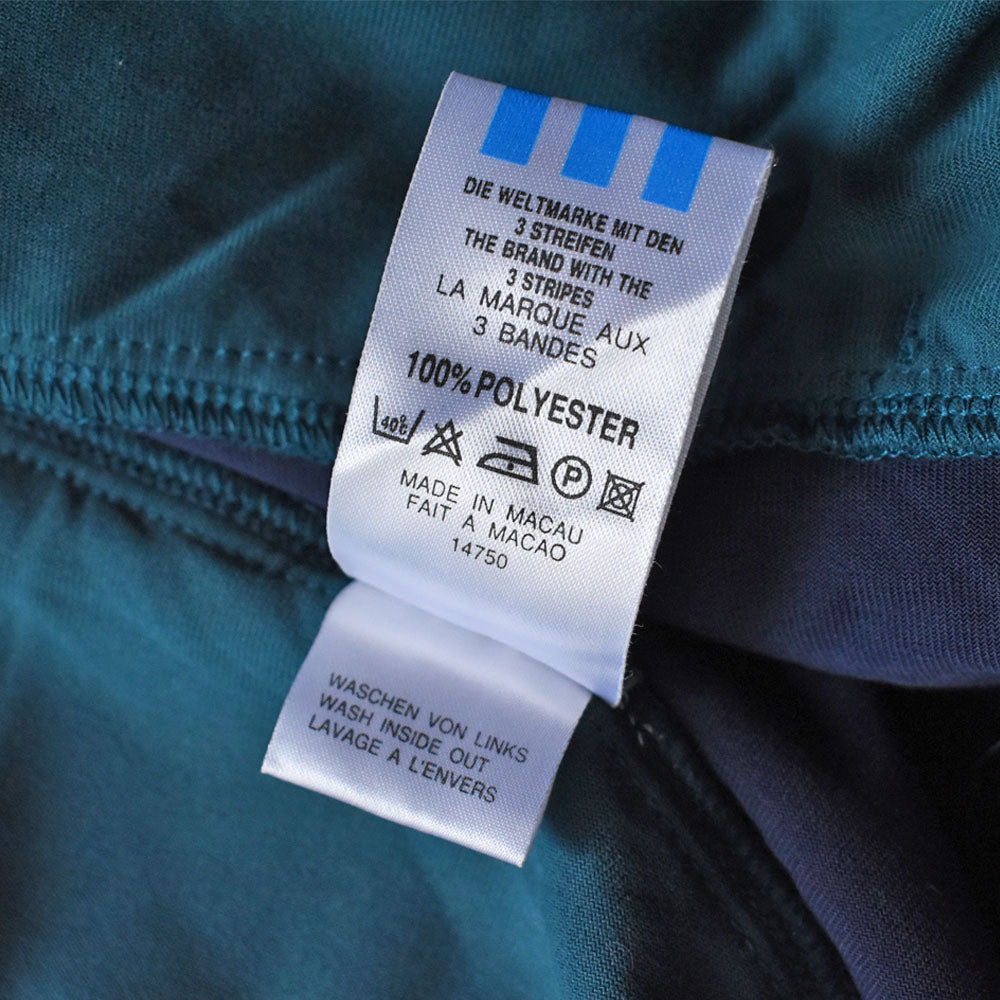 DIE WELTMARKE MIT DEN
3 STREIFEN
THE BRAND WITH THE
3 STRIPES
LA MARQUE AUX
3 BANDES
100% POLYESTER
40°C
P
MADE IN MACAU
FAIT À MACAO
14750
WASCHEN VON LINKS
WASH INSIDE OUT
LAVAGE A L'ENVERS